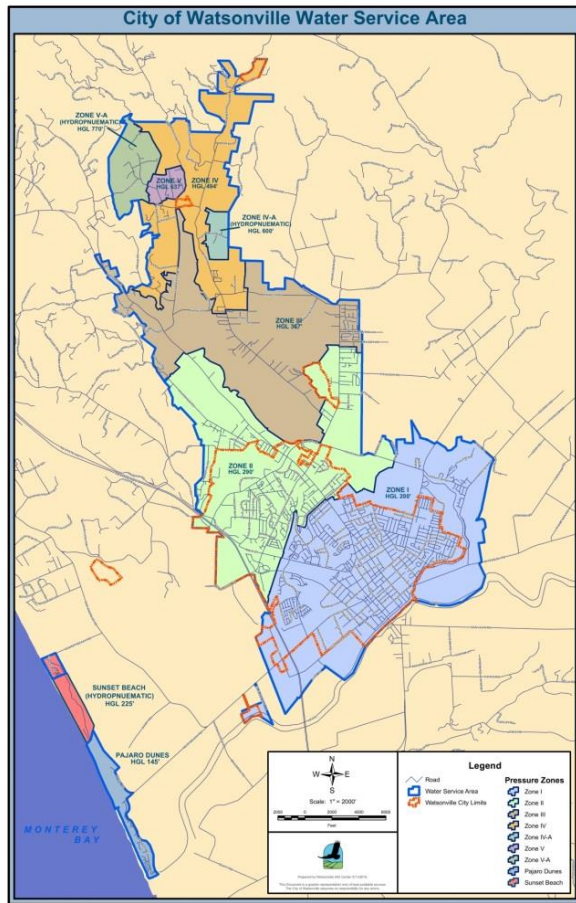 City of Watsonville Water Service Area
ZONE V-A
(HYDROPNUEMATIC)
HGL 770'
ZONE V
HGL 637'
ZONE IV
HGL 494'
ZONE IV-A
(HYDROPNUEMATIC)
HGL 600'
ZONE III
HGL 367'
ZONE II
HGL 290'
ZONE I
HGL 200'
SUNSET BEACH
(HYDROPNUEMATIC)
HGL 225'
PAJARO DUNES
HGL 145'
MONTEREY
BAY
N
W E
S
Scale: 1" = 2000'
Feet
Legend
Road
Water Service Area
Watsonville City Limits
Pressure Zones
Zone I
Zone II
Zone III
Zone IV
Zone IV-A
Zone V
Zone V-A
Pajaro Dunes
Sunset Beach